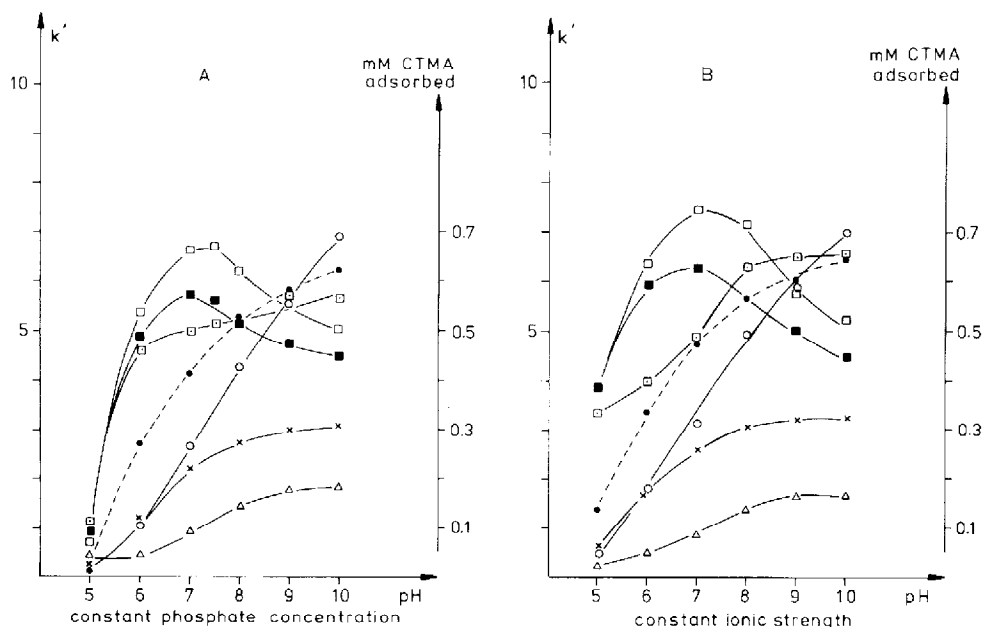 k'
A
mM CTMA
adsorbed
10
5
0.7
0.5
0.3
0.1
5 6 7 8 9 10 pH
constant phosphate concentration
k'
B
mM CTMA
adsorbed
10
5
0.7
0.5
0.3
0.1
5 6 7 8 9 10 pH
constant ionic strength